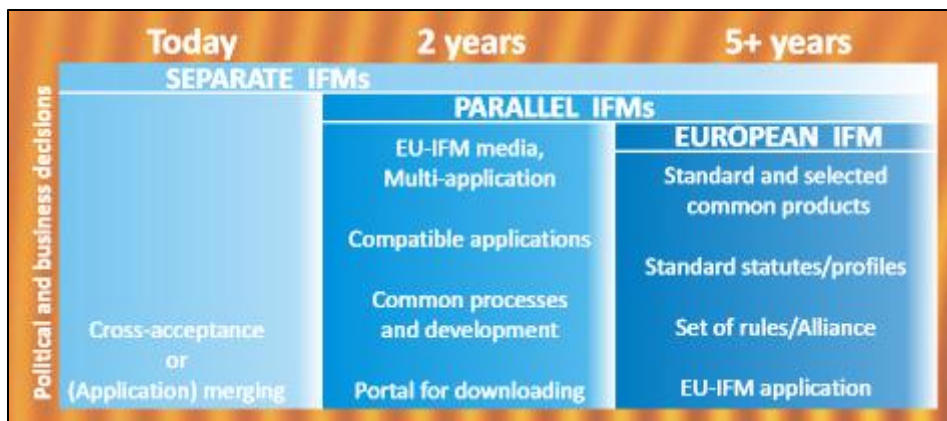 Today
2 years
5+ years
Political and business decisions
SEPARATE IFMs
PARALLEL IFMs
EUROPEAN IFM
Cross-acceptance
or
(Application) merging
EU-IFM media,
Multi-application
Compatible applications
Common processes
and development
Portal for downloading
Standard and selected
common products
Standard statutes/profiles
Set of rules/Alliance
EU-IFM application